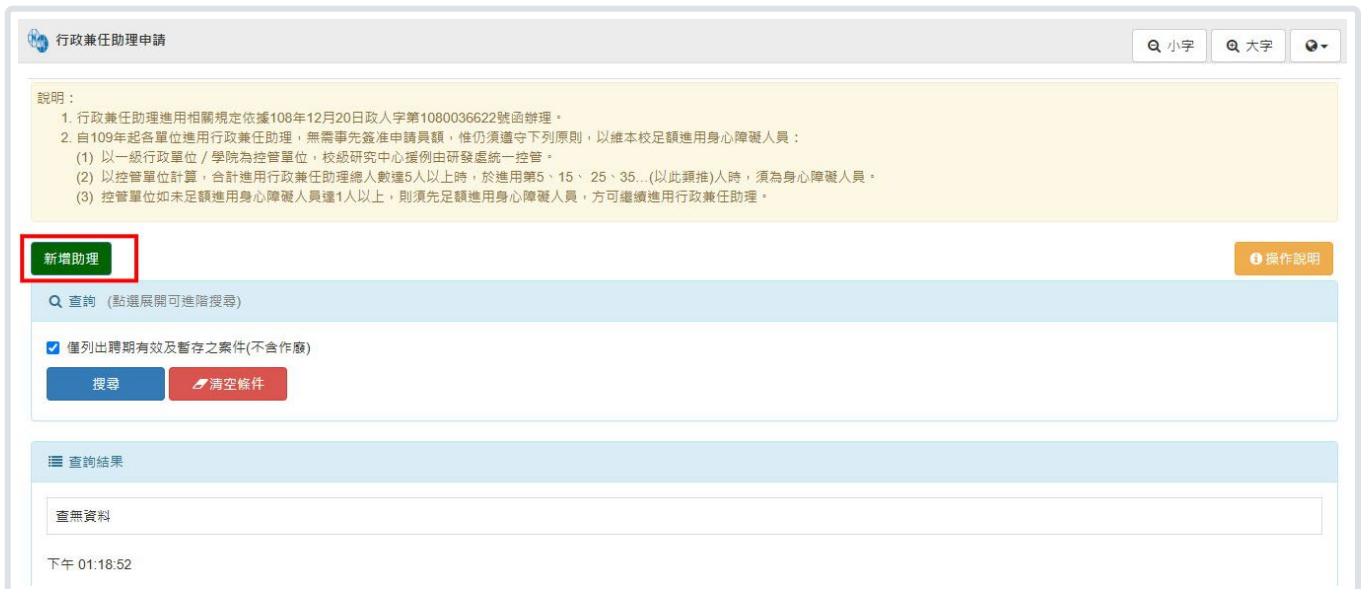 行政兼任助理申請
小字
大字
說明：
1. 行政兼任助理進用相關規定依據108年12月20日政人字第1080036622號函辦理。
2. 自109年起各單位進用行政兼任助理，無需事先簽准申請員額，惟仍須遵守下列原則，以維本校足額進用身心障礙人員：
(1) 以一級行政單位 / 學院為控管單位，校級研究中心援例由研發處統一控管。
(2) 以控管單位計算，合計進用行政兼任助理總人數達5人以上時，於進用第5、15、 25、35...(以此類推)人時，須為身心障礙人員。
(3) 控管單位如未足額進用身心障礙人員達1人以上，則須先足額進用身心障礙人員，方可繼續進用行政兼任助理。
新增助理
操作說明
查詢 (點選展開可進階搜尋)
僅列出聘期有效及暫存之案件(不含作廢)
搜尋
清空條件
查詢結果
查無資料
下午 01:18:52